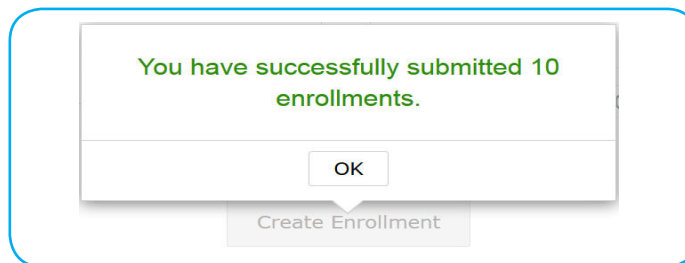 You have successfully submitted 10
enrollments.
OK
Create Enrollment